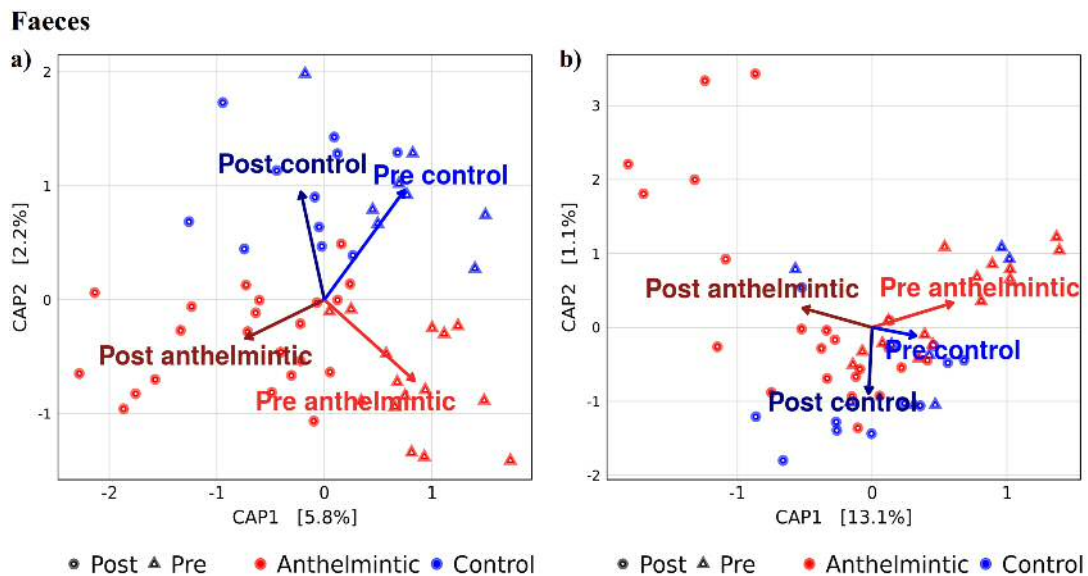 Faeces
a)
2
1
0
-1
CAP2 [2.2%]
Post control
Pre control
Post anthelmintic
Pre anthelmintic
-2
-1
0
1
CAP1 [5.8%]
Post Pre Anthelmintic Control
b)
3
2
1
0
-1
-2
CAP2 [1.1%]
Post anthelmintic
Pre anthelmintic
Pre control
Post control
-1
0
1
CAP1 [13.1%]
Post Pre Anthelmintic Control